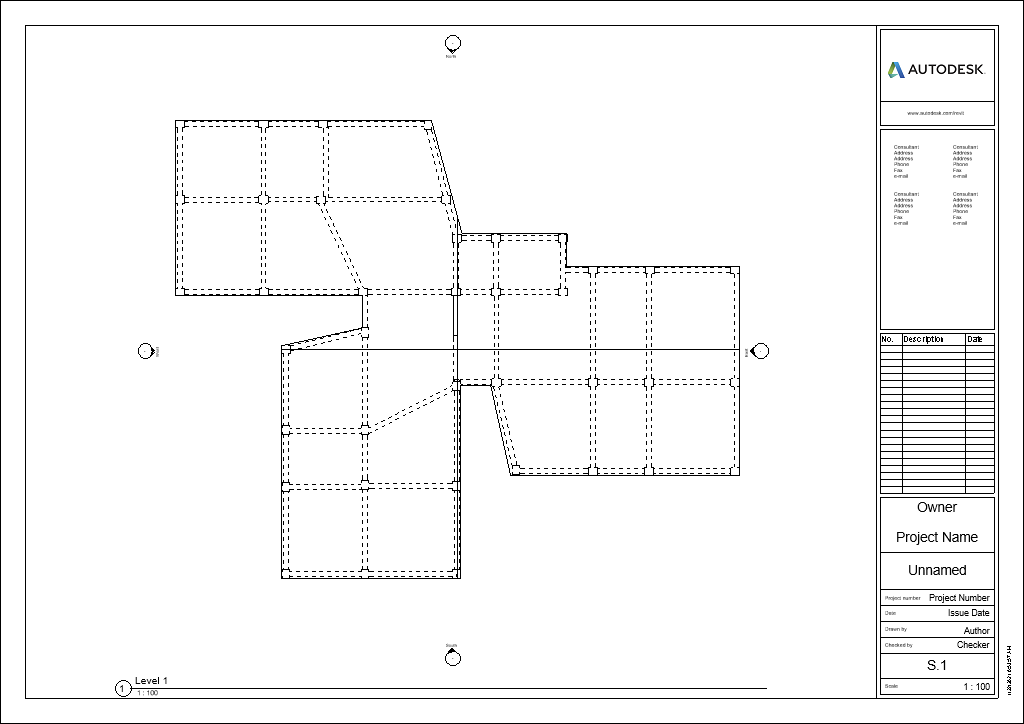 North
AUTODESK.
www.autodesk.com/revit
Consultant
Address
Address
Phone
Fax
e-mail
Consultant
Address
Address
Phone
Fax
e-mail
Consultant
Address
Address
Phone
Fax
e-mail
Consultant
Address
Address
Phone
Fax
e-mail
No. Description Date
Owner
Project Name
Unnamed
Project number Project Number
Date Issue Date
Drawn by Author
Checked by Checker
S.1
Scale 1 : 100
South
1 Level 1
1 : 100